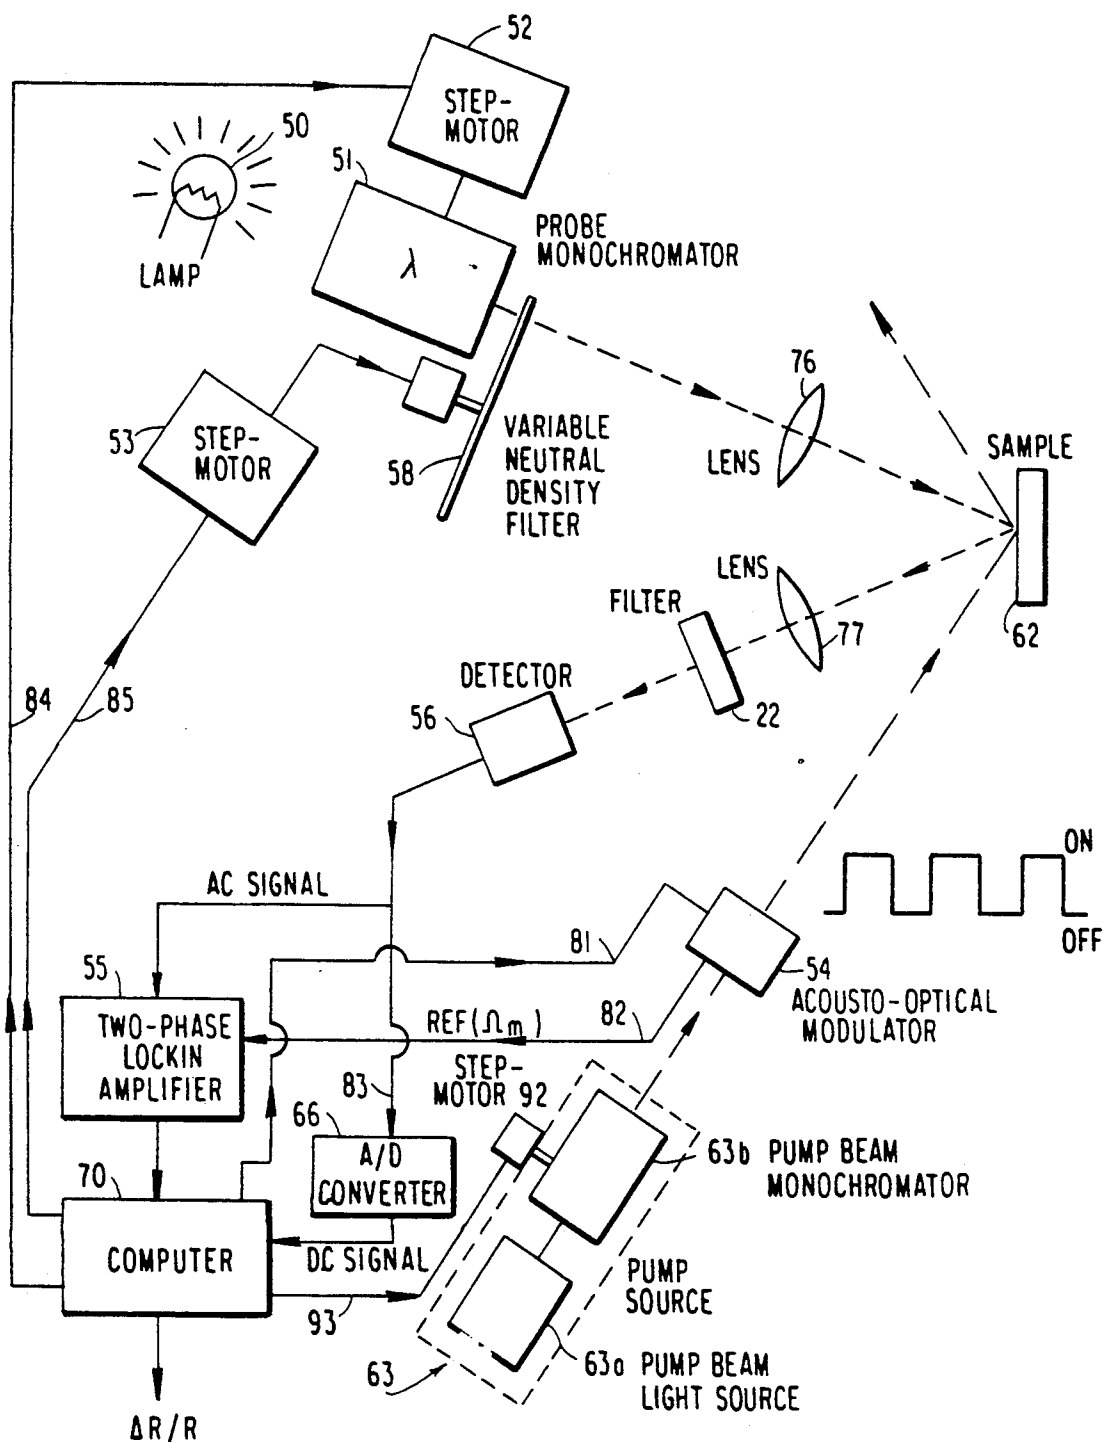 52
STEP-
MOTOR
50
LAMP
51
λ
PROBE
MONOCHROMATOR
53
STEP-
MOTOR
58
VARIABLE
NEUTRAL
DENSITY
FILTER
76
LENS
SAMPLE
62
LENS
77
FILTER
22
DETECTOR
56
84
85
AC SIGNAL
ON
OFF
81
54
ACOUSTO-OPTICAL
MODULATOR
55
TWO-PHASE
LOCKIN
AMPLIFIER
REF (Ωm)
82
STEP-
MOTOR 92
83
66
A/D
CONVERTER
63b PUMP BEAM
MONOCHROMATOR
70
COMPUTER
DC SIGNAL
93
PUMP
SOURCE
63
63a PUMP BEAM
LIGHT SOURCE
ΔR/R